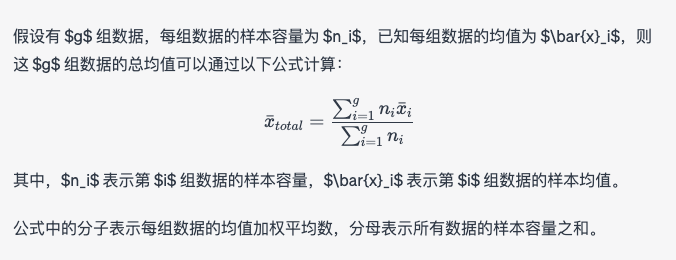 假设有 $g$ 组数据，每组数据的样本容量为 $n_i$，已知每组数据的均值为 $\bar{x}_i$，则
这 $g$ 组数据的总均值可以通过以下公式计算：
x̄_{total} = \frac{\sum_{i=1}^{g} n_i x̄_i}{\sum_{i=1}^{g} n_i}
其中，$n_i$ 表示第 $i$ 组数据的样本容量，$\bar{x}_i$ 表示第 $i$ 组数据的样本均值。
公式中的分子表示每组数据的均值加权平均数，分母表示所有数据的样本容量之和。